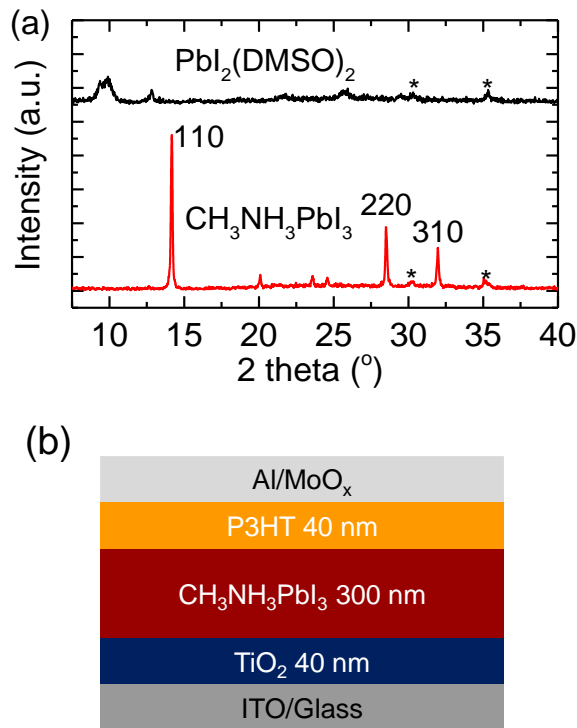 (a)
PbI₂(DMSO)₂
* *
110
CH₃NH₃PbI₃
220
310
* *
Intensity (a.u.)
10 15 20 25 30 35 40
2 theta (°)
(b)
Al/MoOₓ
P3HT 40 nm
CH₃NH₃PbI₃ 300 nm
TiO₂ 40 nm
ITO/Glass